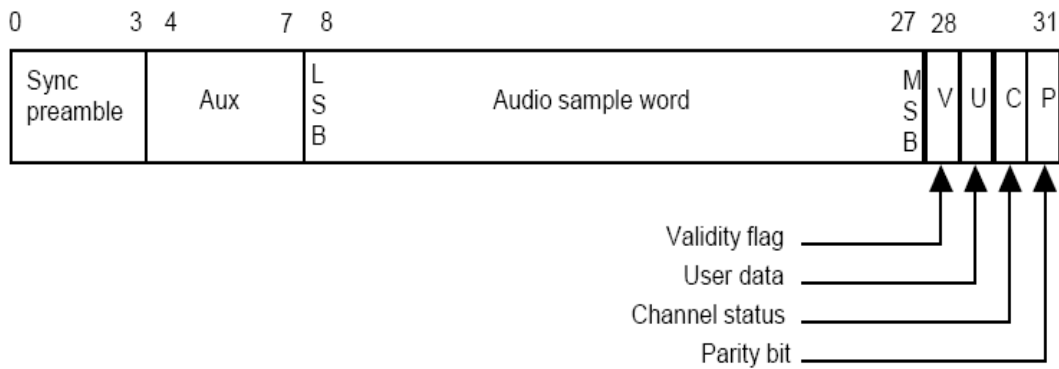 0 3 4 7 8 27 28 31
Sync
preamble
Aux
L
S
B
Audio sample word
M
S
B
V U C P
Validity flag
User data
Channel status
Parity bit